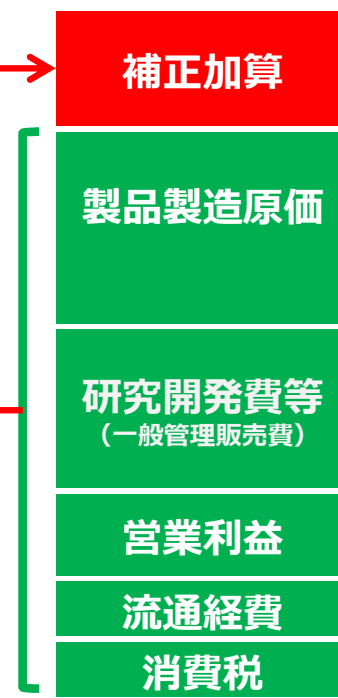 補正加算
製品製造原価
研究開発費等
（一般管理販売費）
営業利益
流通経費
消費税